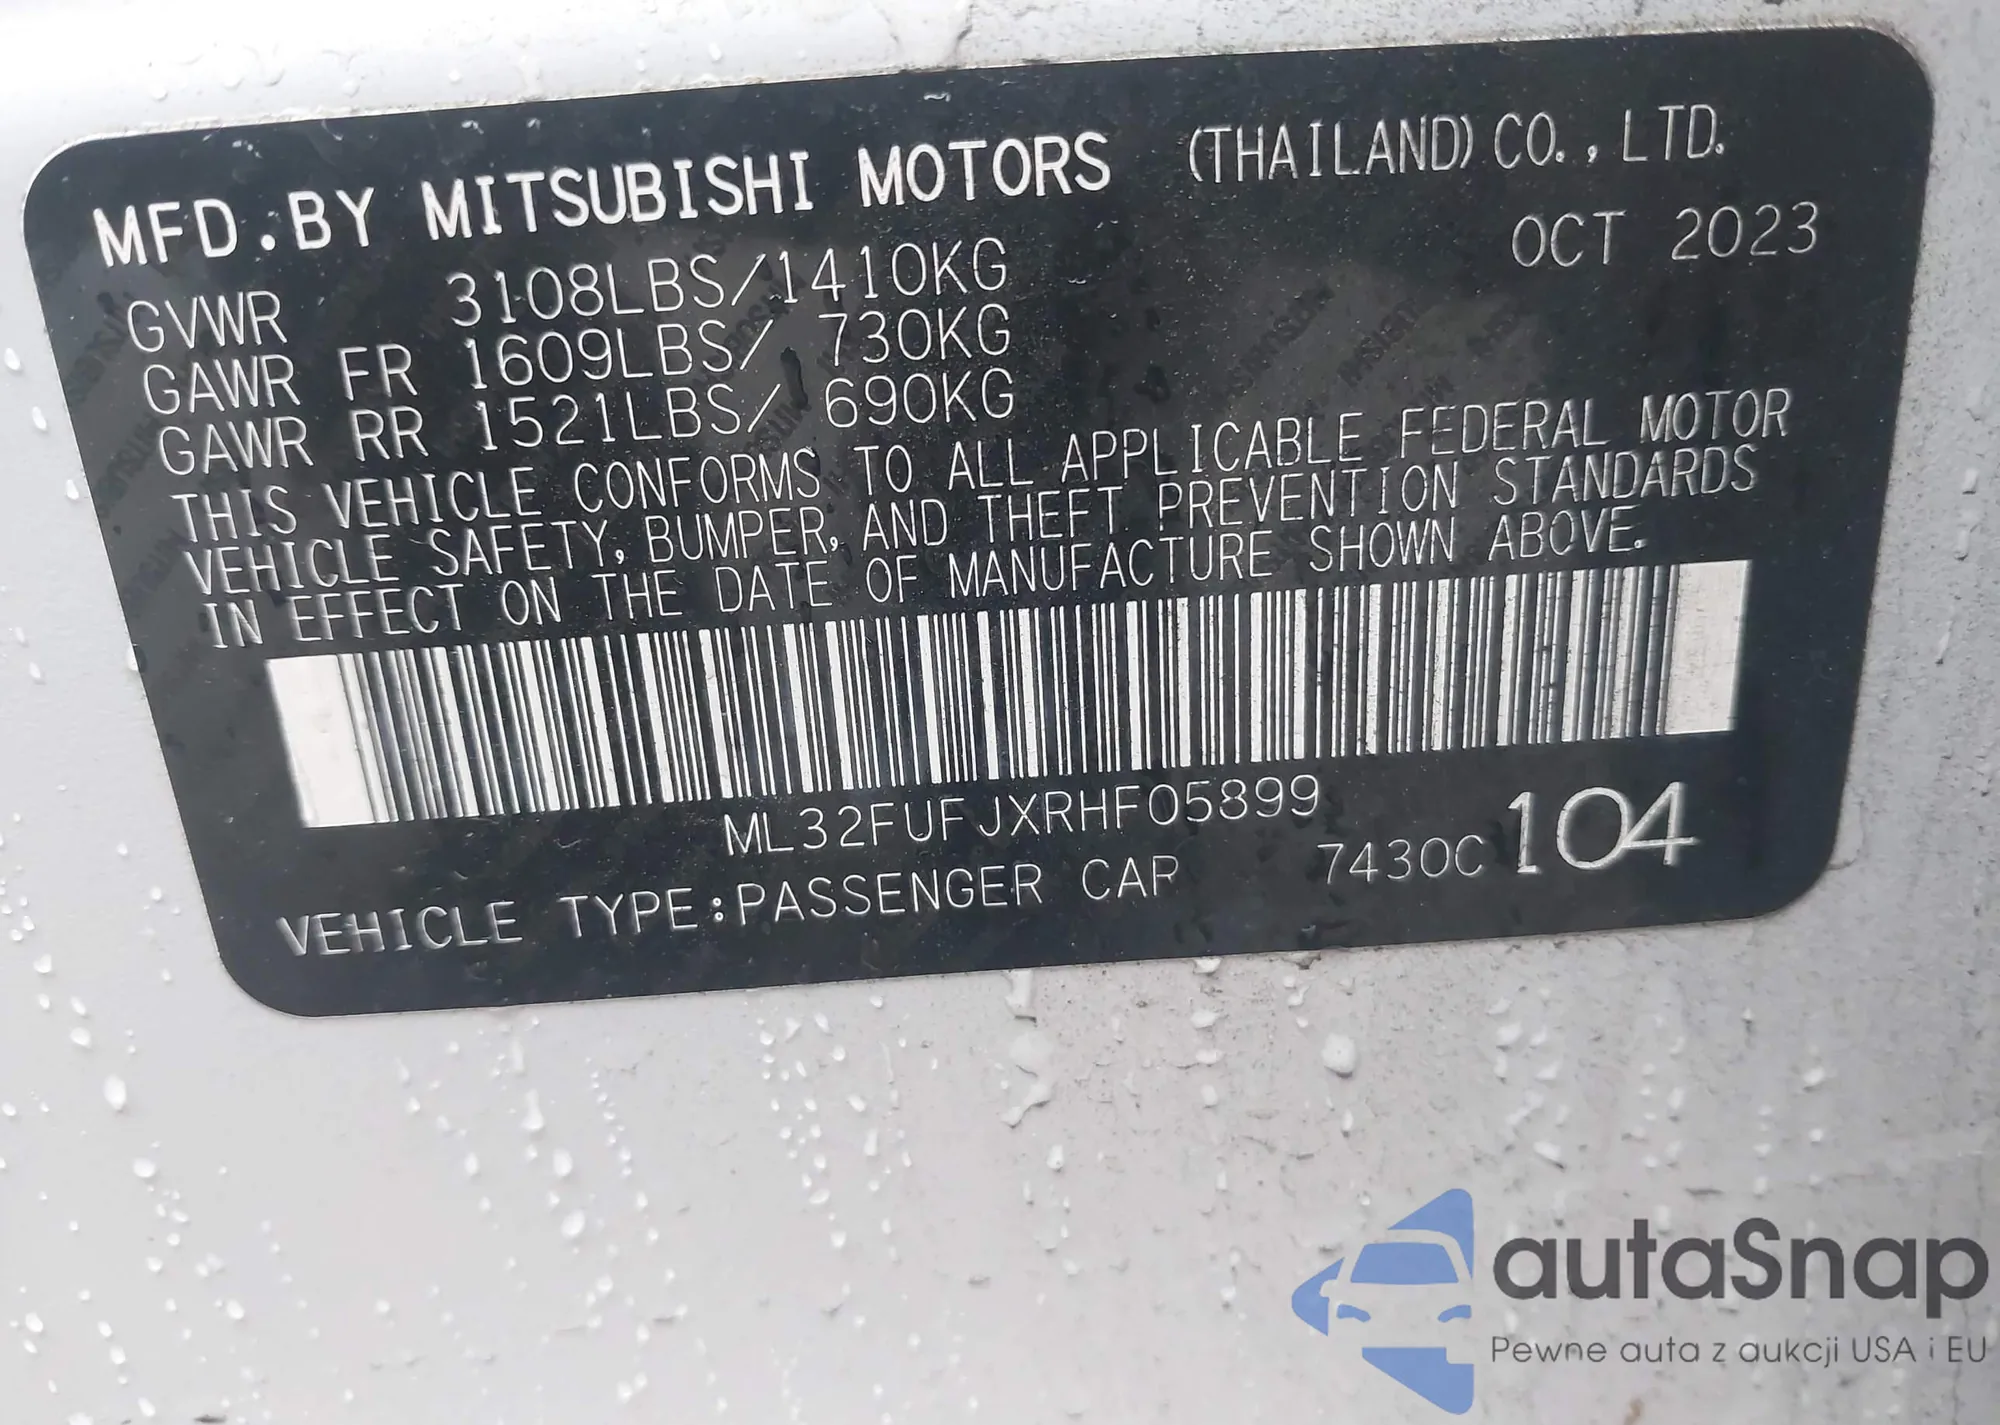 MFD.BY MITSUBISHI MOTORS (THAILAND) CO.,LTD.
OCT 2023
GVWR 3108LBS/1410KG
GAWR FR 1609LBS/ 730KG
GAWR RR 1521LBS/ 690KG
THIS VEHICLE CONFORMS TO ALL APPLICABLE FEDERAL MOTOR
VEHICLE SAFETY, BUMPER, AND THEFT PREVENTION STANDARDS
IN EFFECT ON THE DATE OF MANUFACTURE SHOWN ABOVE.
ML32FUFJXRHF05899
VEHICLE TYPE:PASSENGER CAR 7430C 104
autaSnap
Pewne auta z aukcji USA i EU